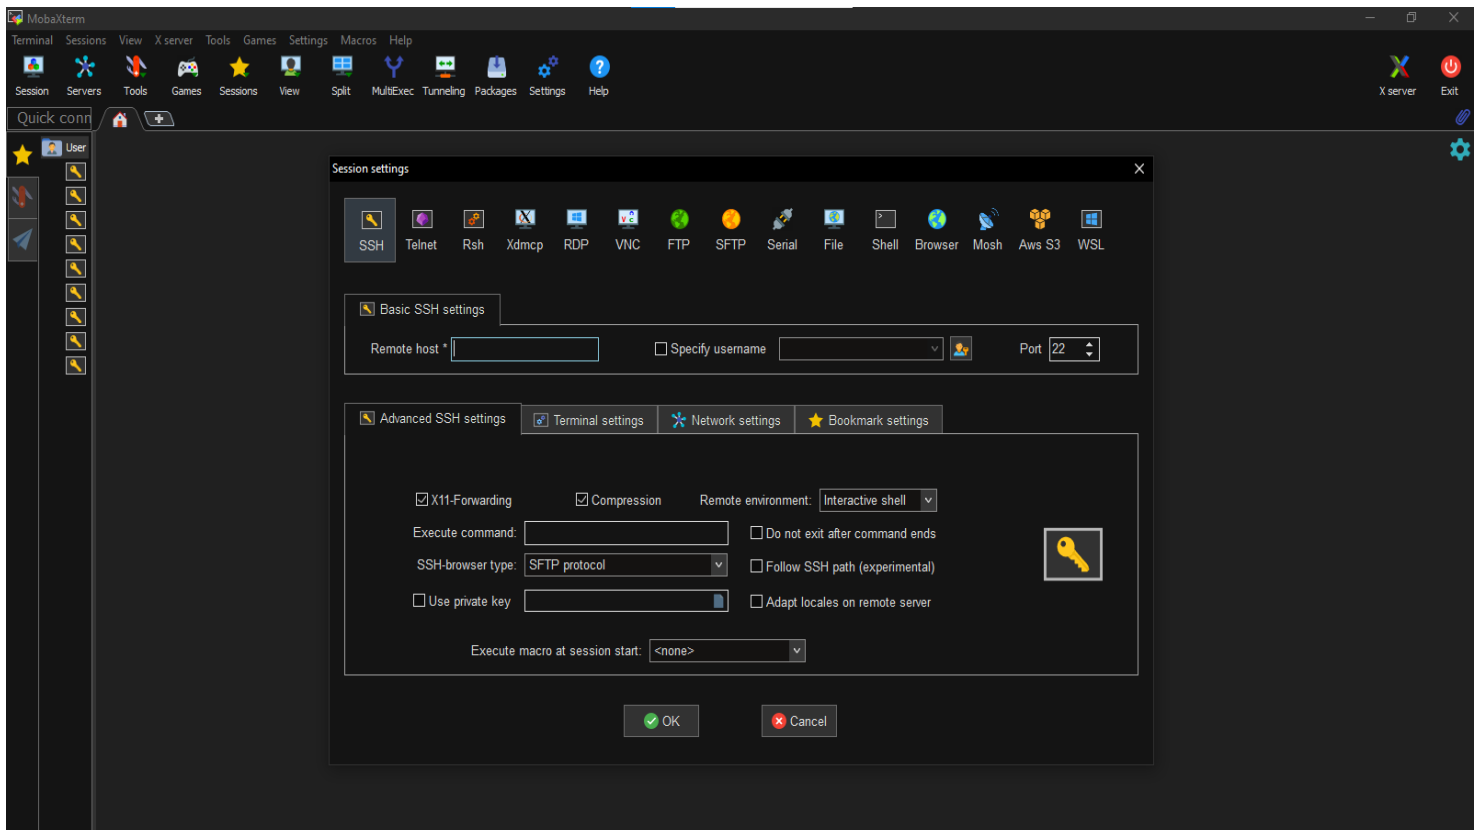 MobaXterm
Terminal Sessions View X server Tools Games Settings Macros Help
Session Servers Tools Games Sessions View Split MultiExec Tunneling Packages Settings Help X server Exit
Quick conn
User
Session settings
SSH Telnet Rsh Xdmcp RDP VNC FTP SFTP Serial File Shell Browser Mosh Aws S3 WSL
Basic SSH settings
Remote host * Specify username Port 22
Advanced SSH settings Terminal settings Network settings Bookmark settings
X11-Forwarding Compression Remote environment: Interactive shell
Execute command: Do not exit after command ends
SSH-browser type: SFTP protocol Follow SSH path (experimental)
Use private key Adapt locales on remote server
Execute macro at session start: <none>
OK Cancel